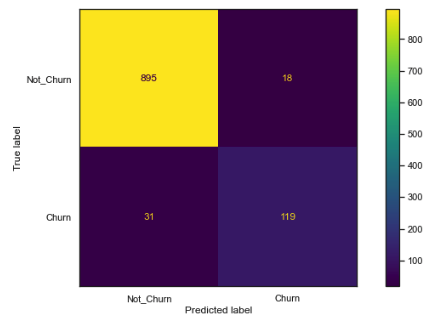 800
700
Not_Churn
895
18
600
500
True label
400
300
Churn
31
119
200
100
Not_Churn
Churn
Predicted label